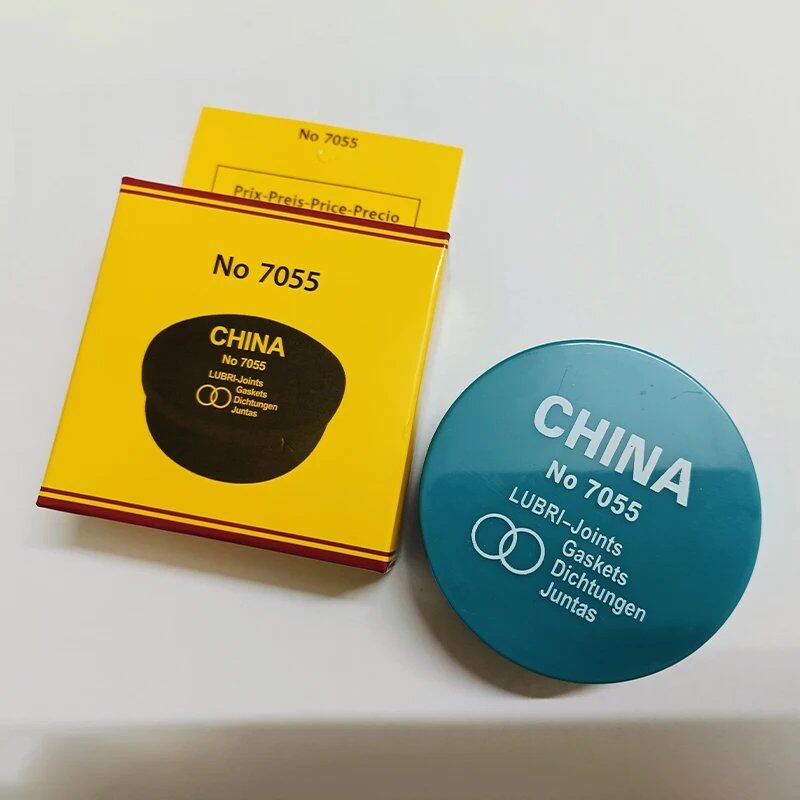 No 7055
Prix-Preis-Price-Precio
No 7055
CHINA
No 7055
LUBRI-Joints
Gaskets
Dichtungen
Juntas
CHINA
No 7055
LUBRI-Joints
Gaskets
Dichtungen
Juntas